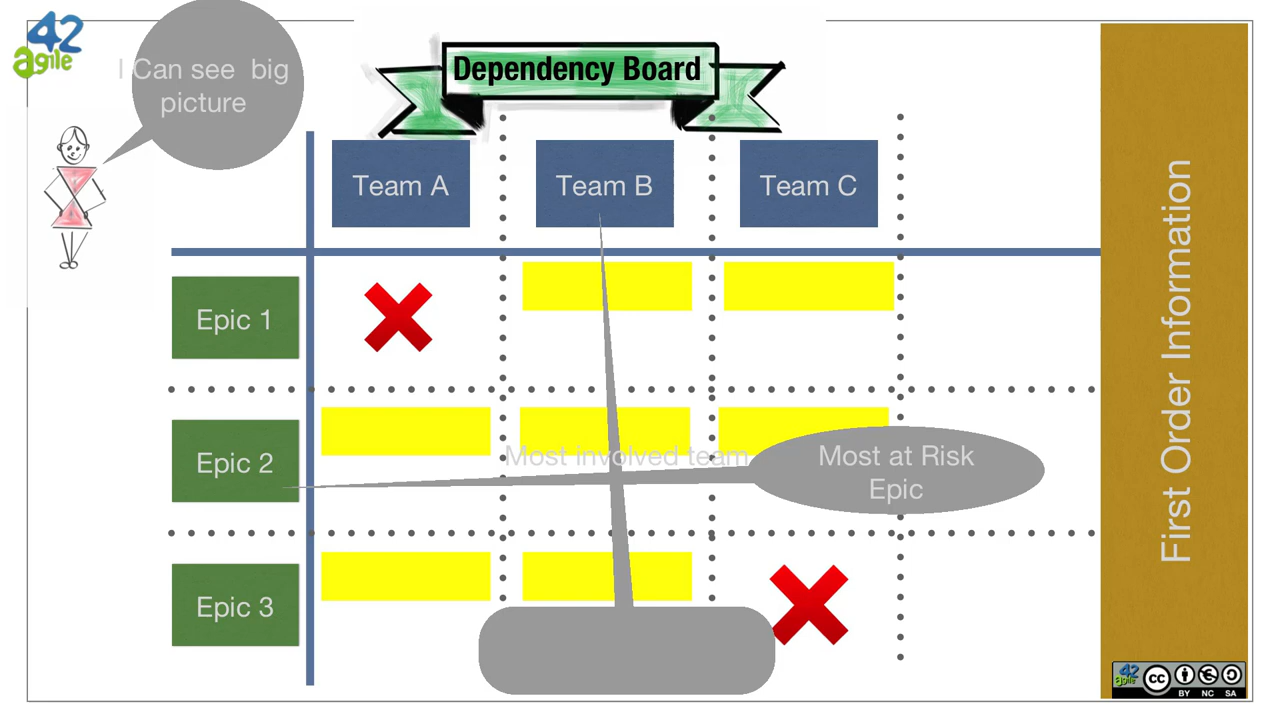 42
agile
I Can see big
picture
Dependency Board
Team A
Team B
Team C
Epic 1
Epic 2
Most involved team
Most at Risk
Epic
Epic 3
First Order Information
42
agile
cc
BY NC SA